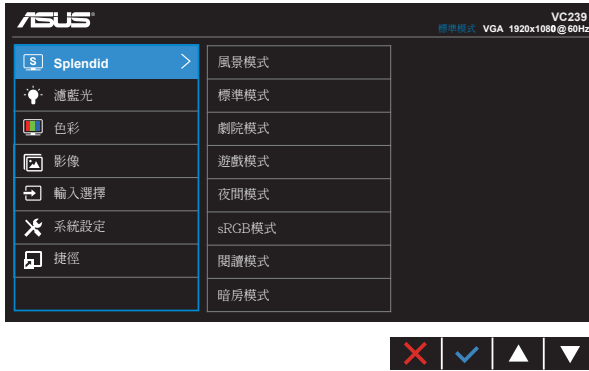 ASUS
VC239
標準模式 VGA 1920x1080@60Hz
S Splendid
濾藍光
色彩
影像
輸入選擇
系統設定
捷徑
風景模式
標準模式
劇院模式
遊戲模式
夜間模式
sRGB模式
閱讀模式
暗房模式